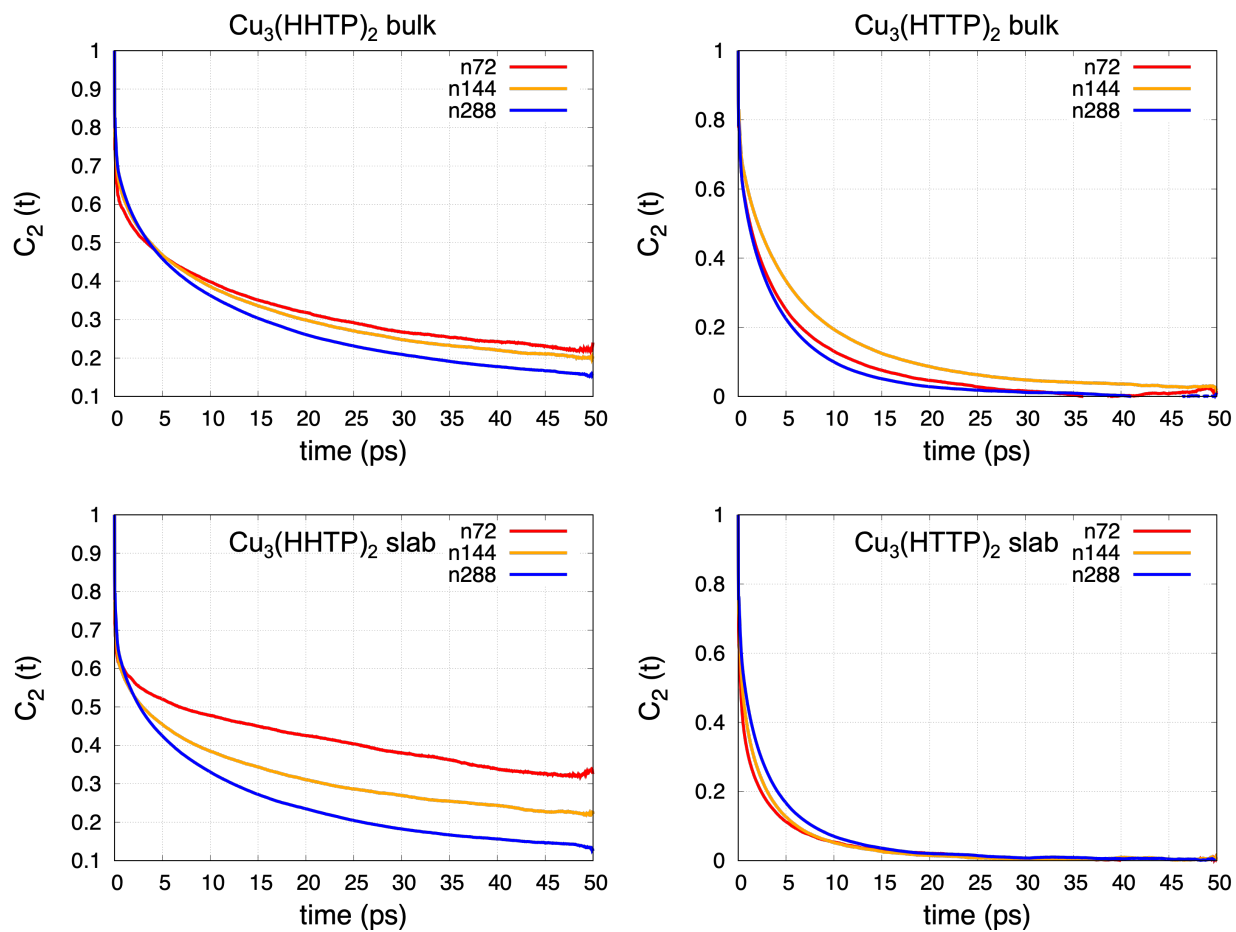 Cu₃(HHTP)₂ bulk
n72
n144
n288
1
0.9
0.8
0.7
0.6
0.5
0.4
0.3
0.2
0.1
C₂ (t)
0 5 10 15 20 25 30 35 40 45 50
time (ps)
Cu₃(HTTP)₂ bulk
n72
n144
n288
1
0.8
0.6
0.4
0.2
0
C₂ (t)
0 5 10 15 20 25 30 35 40 45 50
time (ps)
Cu₃(HHTP)₂ slab
n72
n144
n288
1
0.9
0.8
0.7
0.6
0.5
0.4
0.3
0.2
0.1
C₂ (t)
0 5 10 15 20 25 30 35 40 45 50
time (ps)
Cu₃(HTTP)₂ slab
n72
n144
n288
1
0.8
0.6
0.4
0.2
0
C₂ (t)
0 5 10 15 20 25 30 35 40 45 50
time (ps)